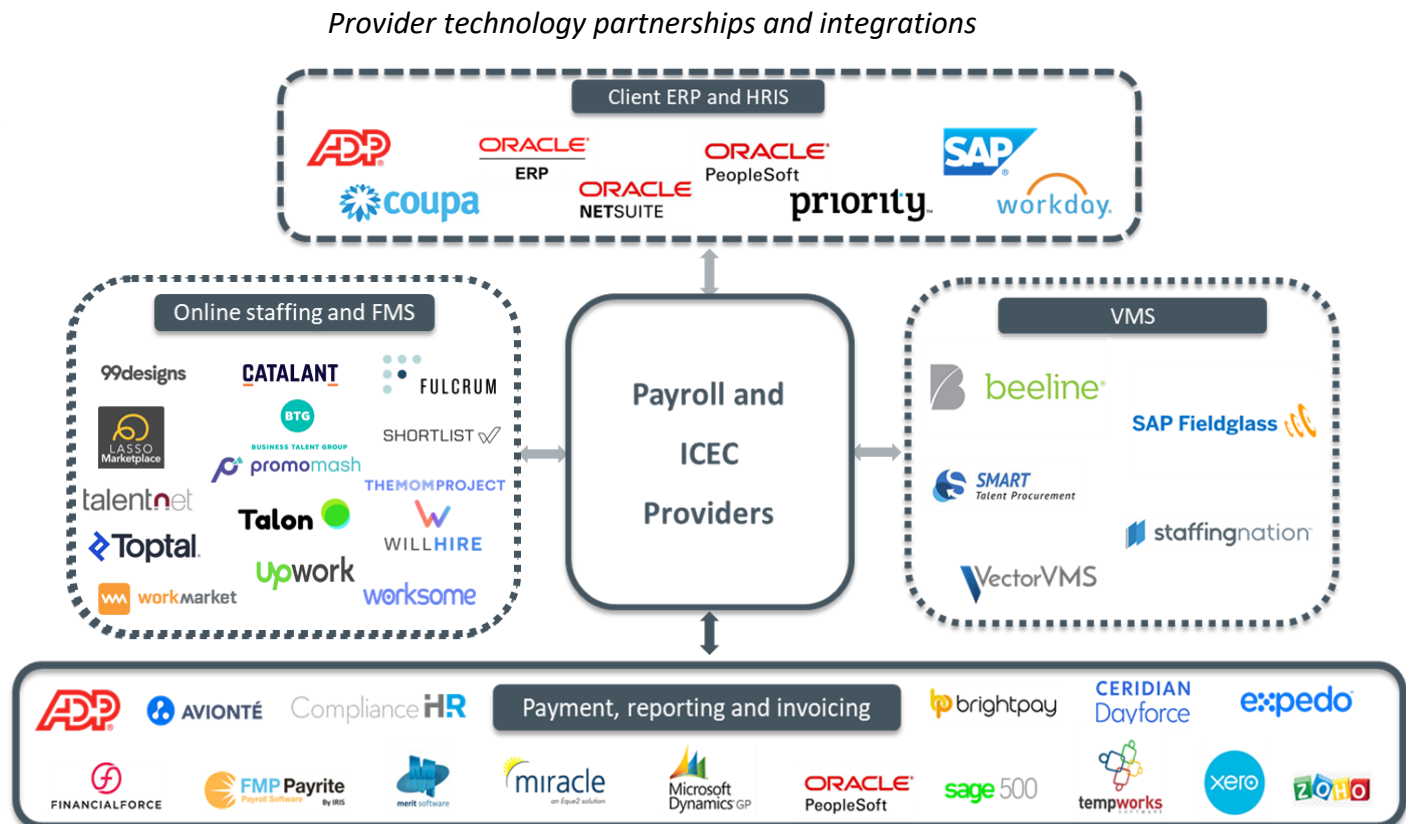 Provider technology partnerships and integrations
Client ERP and HRIS
ADP
ORACLE
ERP
ORACLE
PeopleSoft
SAP
coupa
ORACLE
NETSUITE
priority
workday.
Online staffing and FMS
99designs
CATALANT
FULCRUM
LASSO
Marketplace
BTG
BUSINESS TALENT GROUP
SHORTLIST
promomash
talentnet
THEMOMPROJECT
Talon
WILLHIRE
Toptal
upwork
workmarket
worksome
Payroll and
ICEC
Providers
VMS
beeline
SAP Fieldglass
SMART
Talent Procurement
staffingnation
VectorVMS
Payment, reporting and invoicing
ADP
AVIONTÉ
Compliance HR
brightpay
CERIDIAN
Dayforce
expedo
FINANCIALFORCE
FMP Payrite
Payroll Software By IRIS
merit software
miracle
an Eque2 solution
Microsoft
Dynamics GP
ORACLE
PeopleSoft
sage 500
tempworks
SOFTWARE
xero
ZOHO